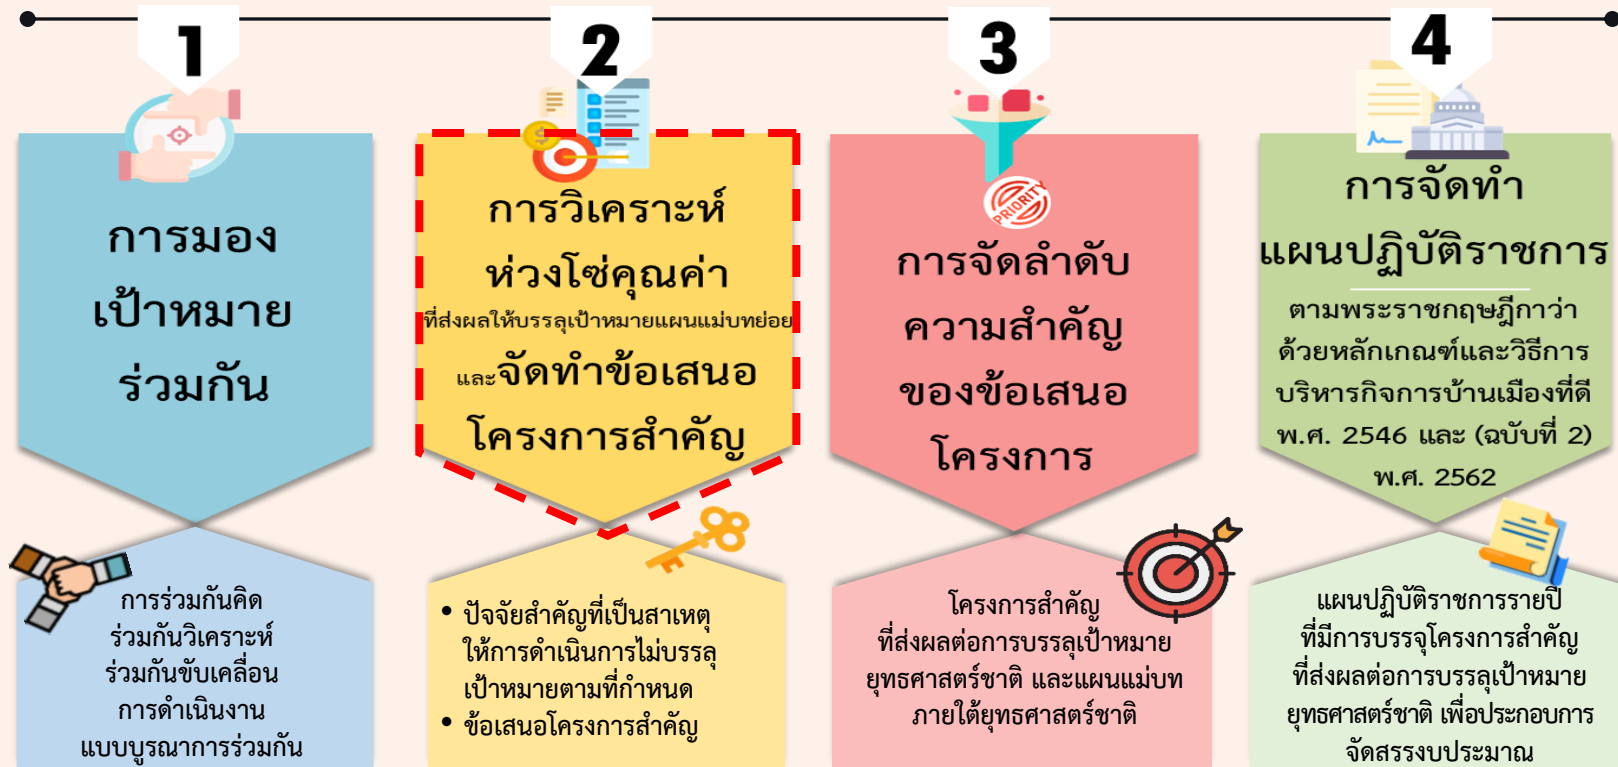 1
การมอง
เป้าหมาย
ร่วมกัน
การร่วมกันคิด
ร่วมกันวิเคราะห์
ร่วมกันขับเคลื่อน
การดำเนินงาน
แบบบูรณาการร่วมกัน
2
การวิเคราะห์
ห่วงโซ่คุณค่า
ที่ส่งผลให้บรรลุเป้าหมายแผนแม่บทย่อย
และจัดทำข้อเสนอ
โครงการสำคัญ
• ปัจจัยสำคัญที่เป็นสาเหตุ
ให้การดำเนินการไม่บรรลุ
เป้าหมายตามที่กำหนด
• ข้อเสนอโครงการสำคัญ
3
PRIORITY
การจัดลำดับ
ความสำคัญ
ของข้อเสนอ
โครงการ
โครงการสำคัญ
ที่ส่งผลต่อการบรรลุเป้าหมาย
ยุทธศาสตร์ชาติ และแผนแม่บท
ภายใต้ยุทธศาสตร์ชาติ
4
การจัดทำ
แผนปฏิบัติราชการ
ตามพระราชกฤษฎีกาว่า
ด้วยหลักเกณฑ์และวิธีการ
บริหารกิจการบ้านเมืองที่ดี
พ.ศ. 2546 และ (ฉบับที่ 2)
พ.ศ. 2562
แผนปฏิบัติราชการรายปี
ที่มีการบรรจุโครงการสำคัญ
ที่ส่งผลต่อการบรรลุเป้าหมาย
ยุทธศาสตร์ชาติ เพื่อประกอบการ
จัดสรรงบประมาณ